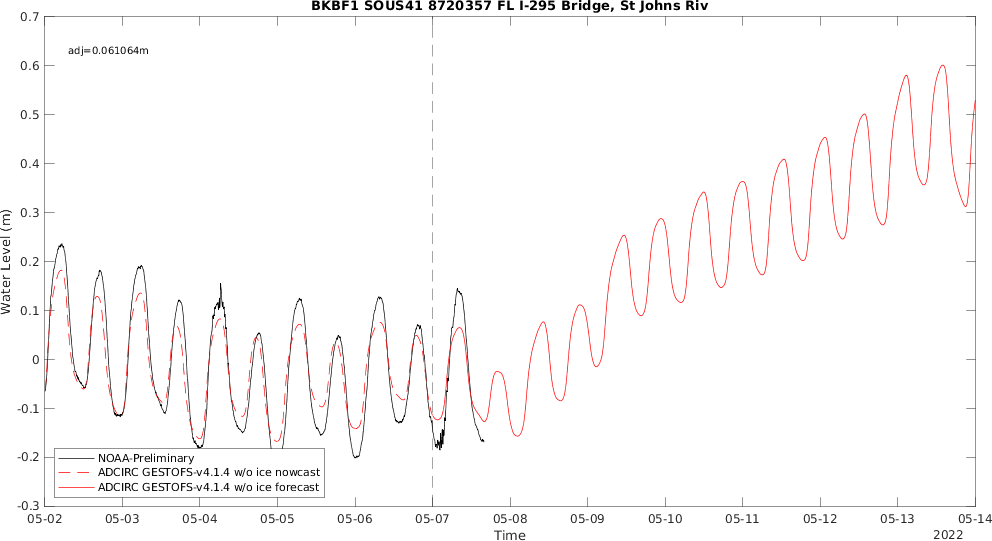 BKBF1 SOUS41 8720357 FL I-295 Bridge, St Johns Riv
adj=0.061064m
Water Level (m)
0.7
0.6
0.5
0.4
0.3
0.2
0.1
0
-0.1
-0.2
-0.3
NOAA-Preliminary
ADCIRC GESTOFS-v4.1.4 w/o ice nowcast
ADCIRC GESTOFS-v4.1.4 w/o ice forecast
05-02 05-03 05-04 05-05 05-06 05-07 05-08 05-09 05-10 05-11 05-12 05-13 05-14
Time
2022